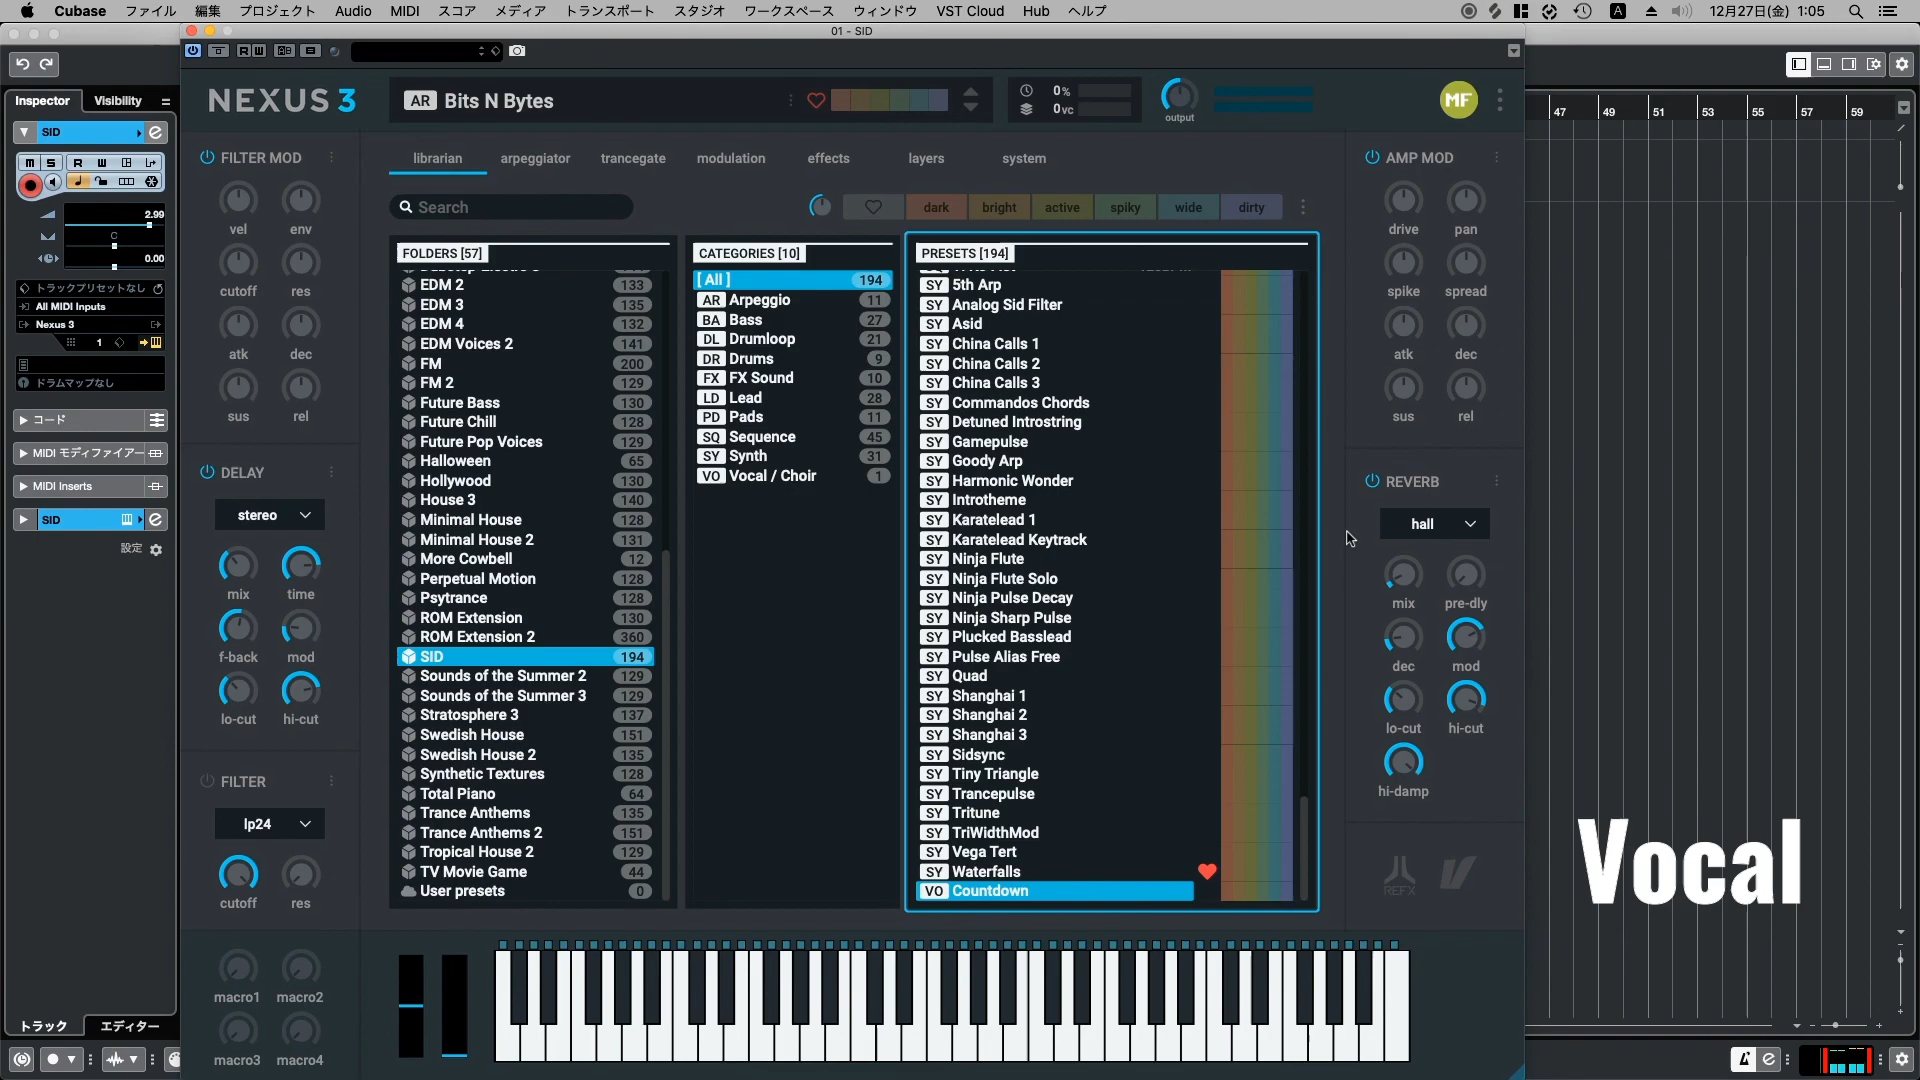 Cubase ファイル 編集 プロジェクト Audio MIDI スコア メディア トランスポート スタジオ ワークスペース ウィンドウ VST Cloud Hub ヘルプ
A 12月27日(金) 1:05
01 - SID
R W
Inspector Visibility
SID
M S R W
2.99
C
0.00
トラックプリセットなし
All MIDI Inputs
Nexus 3
1
ドラムマップなし
コード
MIDI モディファイアー
MIDI Inserts
SID
設定
トラック エディター
NEXUS 3
AR Bits N Bytes
0%
0vc
output
MF
librarian arpeggiator trancegate modulation effects layers system
Search
dark bright active spiky wide dirty
FILTER MOD
vel env
cutoff res
atk dec
sus rel
DELAY
stereo
mix time
f-back mod
lo-cut hi-cut
FILTER
lp24
cutoff res
macro1 macro2
macro3 macro4
FOLDERS [57]
EDM 2 133
EDM 3 135
EDM 4 132
EDM Voices 2 141
FM 200
FM 2 129
Future Bass 130
Future Chill 128
Future Pop Voices 129
Halloween 65
Hollywood 130
House 3 140
Minimal House 128
Minimal House 2 131
More Cowbell 12
Perpetual Motion 128
Psytrance 128
ROM Extension 130
ROM Extension 2 360
SID 194
Sounds of the Summer 2 129
Sounds of the Summer 3 129
Stratosphere 3 137
Swedish House 151
Swedish House 2 135
Synthetic Textures 128
Total Piano 64
Trance Anthems 135
Trance Anthems 2 151
Tropical House 2 129
TV Movie Game 44
User presets 0
CATEGORIES [10]
[ All ] 194
AR Arpeggio 11
BA Bass 27
DL Drumloop 21
DR Drums 9
FX FX Sound 10
LD Lead 28
PD Pads 11
SQ Sequence 45
SY Synth 31
VO Vocal / Choir 1
PRESETS [194]
SY 5th Arp
SY Analog Sid Filter
SY Asid
SY China Calls 1
SY China Calls 2
SY China Calls 3
SY Commandos Chords
SY Detuned Introstring
SY Gamepulse
SY Goody Arp
SY Harmonic Wonder
SY Introtheme
SY Karatelead 1
SY Karatelead Keytrack
SY Ninja Flute
SY Ninja Flute Solo
SY Ninja Pulse Decay
SY Ninja Sharp Pulse
SY Plucked Basslead
SY Pulse Alias Free
SY Quad
SY Shanghai 1
SY Shanghai 2
SY Shanghai 3
SY Sidsync
SY Tiny Triangle
SY Trancepulse
SY Tritune
SY TriWidthMod
SY Vega Tert
SY Waterfalls
VO Countdown
AMP MOD
drive pan
spike spread
atk dec
sus rel
REVERB
hall
mix pre-dly
dec mod
lo-cut hi-cut
hi-damp
REFX
47 49 51 53 55 57 59
Vocal